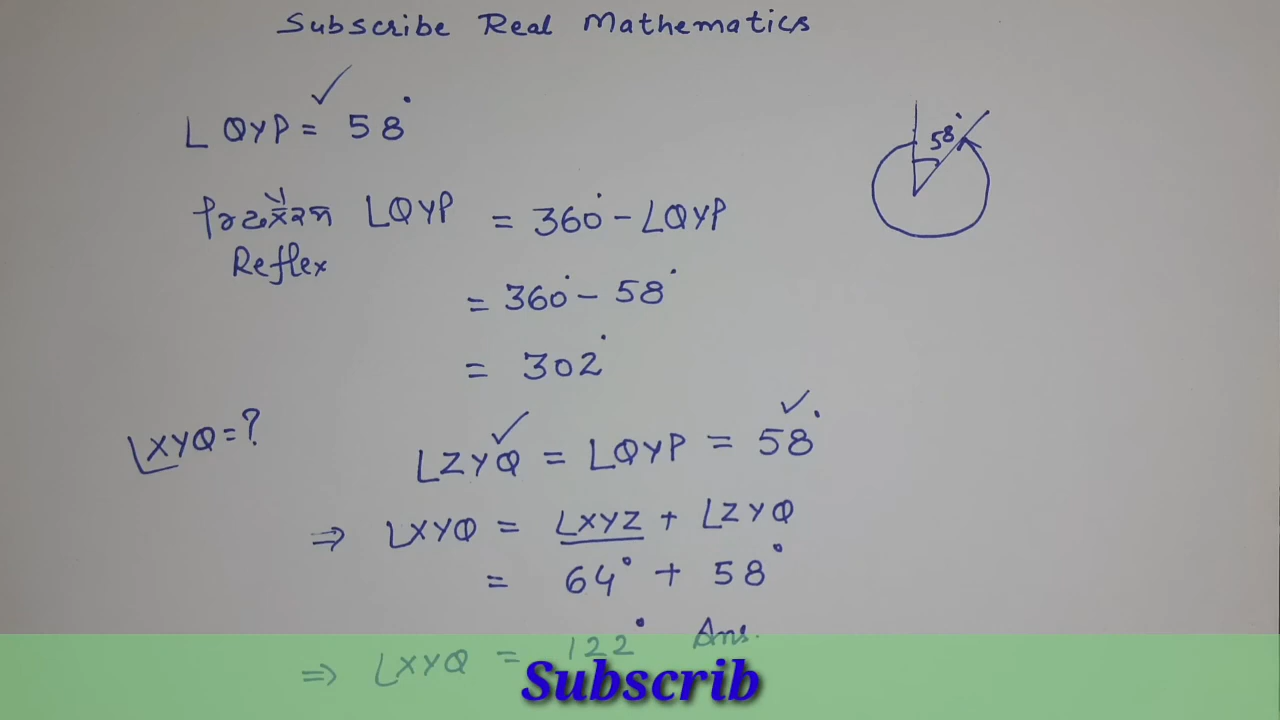 Subscribe Real Mathematics
∠QYP = 58°
58°
∠QYP = 360° - ∠QYP
Reflex
= 360° - 58°
= 302°
∠XYQ = ?
∠ZYQ = ∠QYP = 58°
⇒ ∠XYQ = ∠XYZ + ∠ZYQ
= 64° + 58°
⇒ ∠XYQ = 122° Ans.
Subscrib